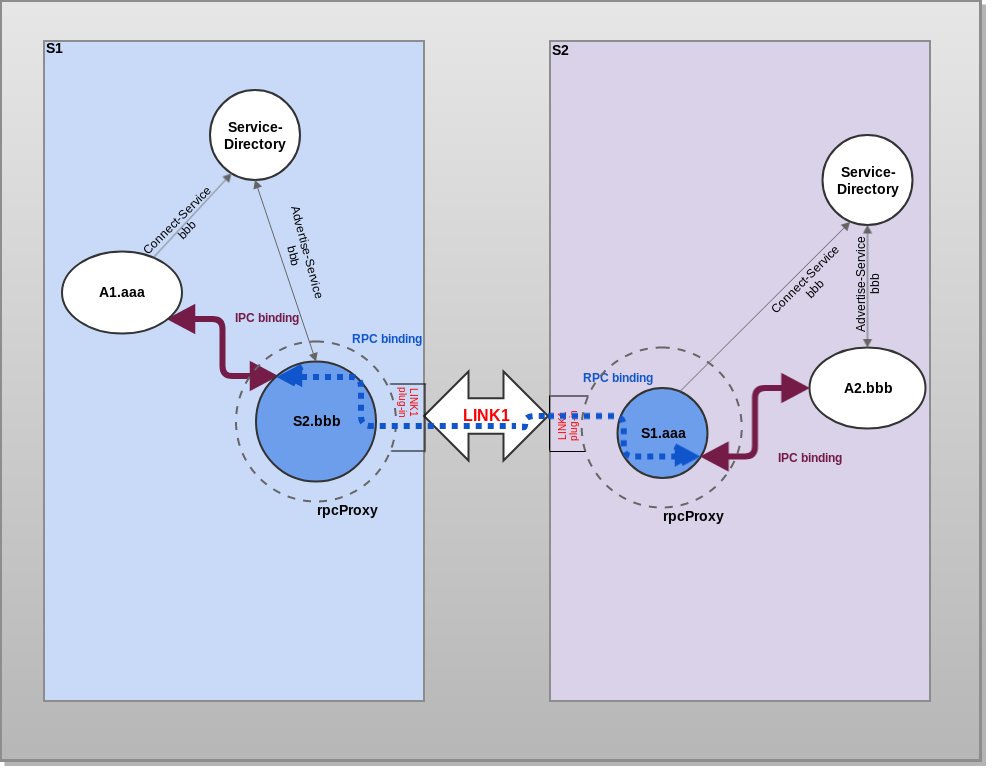 S1
Service-
Directory
Connect-Service
bbb
Advertise-Service
bbb
A1.aaa
IPC binding
RPC binding
S2.bbb
LINK1
plug-in
rpcProxy
LINK1
S2
Service-
Directory
Connect-Service
bbb
Advertise-Service
bbb
RPC binding
LINK1
plug-in
S1.aaa
A2.bbb
IPC binding
rpcProxy